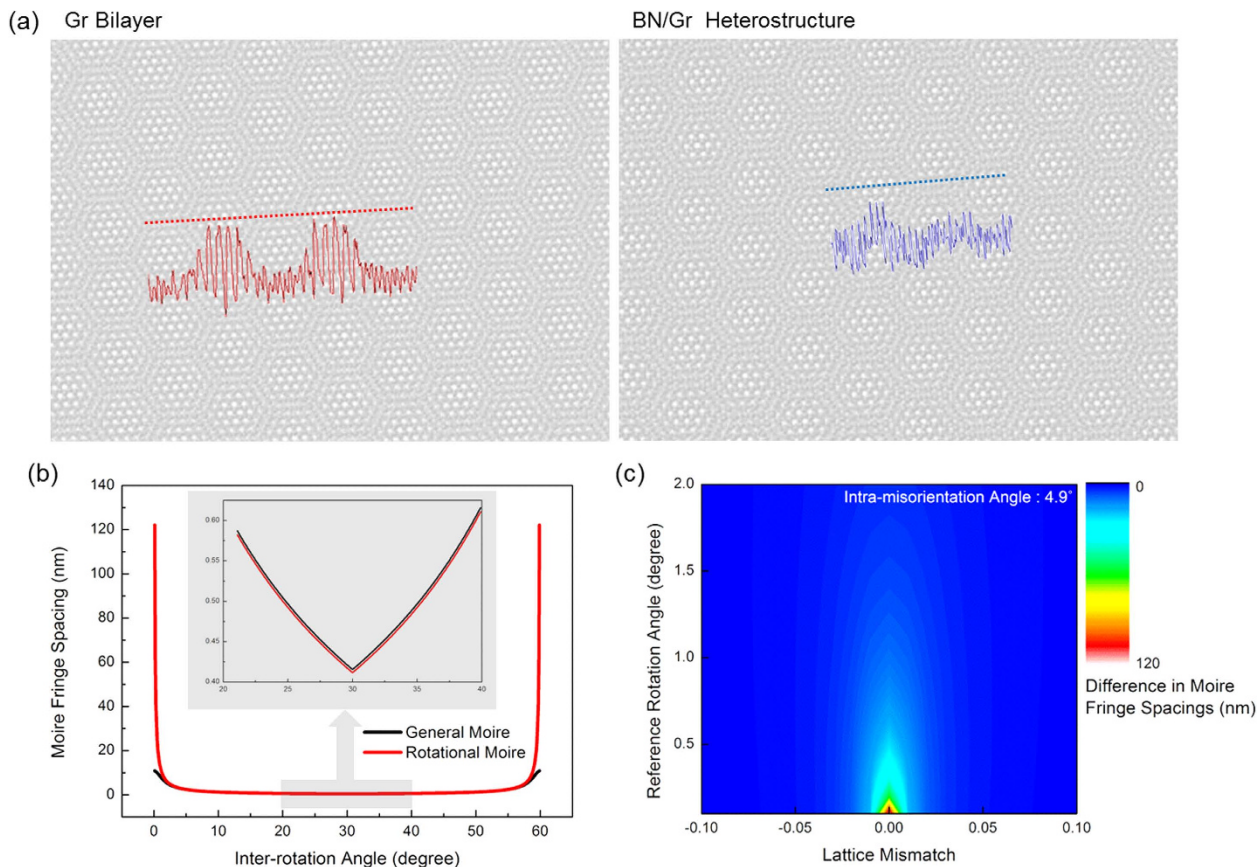 (a)
Gr Bilayer
BN/Gr Heterostructure
(b)
140
120
100
80
60
40
20
0
Moire Fringe Spacing (nm)
0.60
0.55
0.50
0.45
0.40
20 25 30 35 40
General Moire
Rotational Moire
0 10 20 30 40 50 60
Inter-rotation Angle (degree)
(c)
Intra-misorientation Angle : 4.9°
2.0
1.5
1.0
0.5
Reference Rotation Angle (degree)
-0.10 -0.05 0.00 0.05 0.10
Lattice Mismatch
0
120
Difference in Moire
Fringe Spacings (nm)